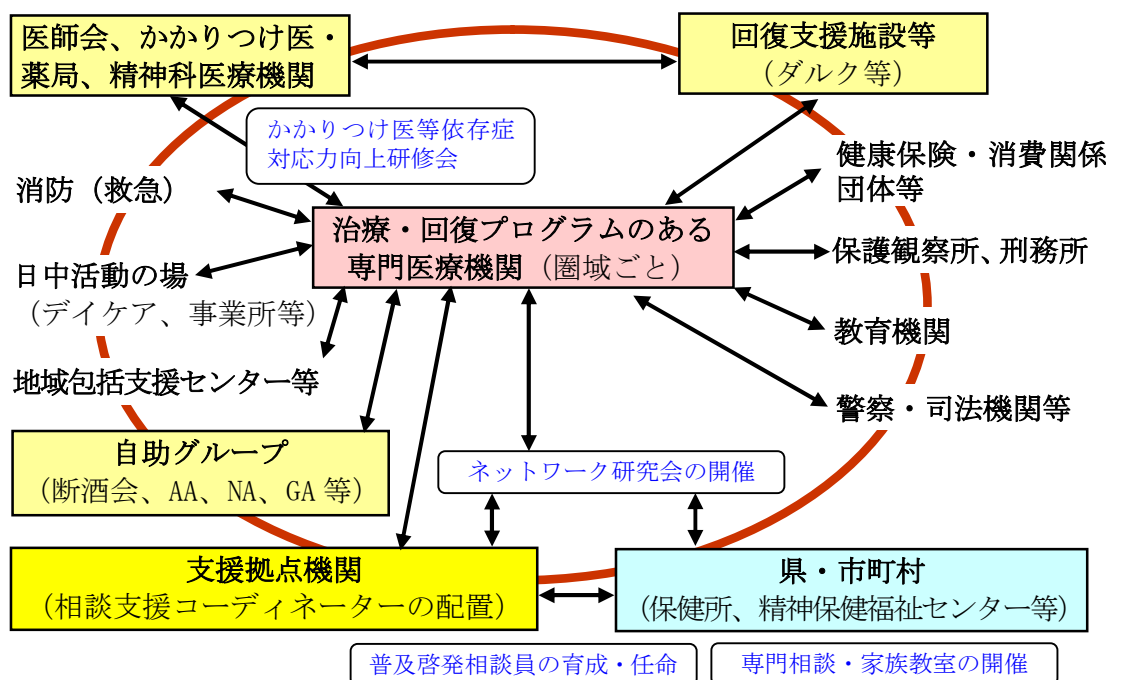 医師会、かかりつけ医・
薬局、精神科医療機関
回復支援施設等
（ダルク等）
かかりつけ医等依存症
対応力向上研修会
消防（救急）
健康保険・消費関係
団体等
治療・回復プログラムのある
専門医療機関（圏域ごと）
保護観察所、刑務所
日中活動の場
（デイケア、事業所等）
教育機関
地域包括支援センター等
警察・司法機関等
自助グループ
（断酒会、AA、NA、GA 等）
ネットワーク研究会の開催
支援拠点機関
（相談支援コーディネーターの配置）
県・市町村
（保健所、精神保健福祉センター等）
普及啓発相談員の育成・任命
専門相談・家族教室の開催